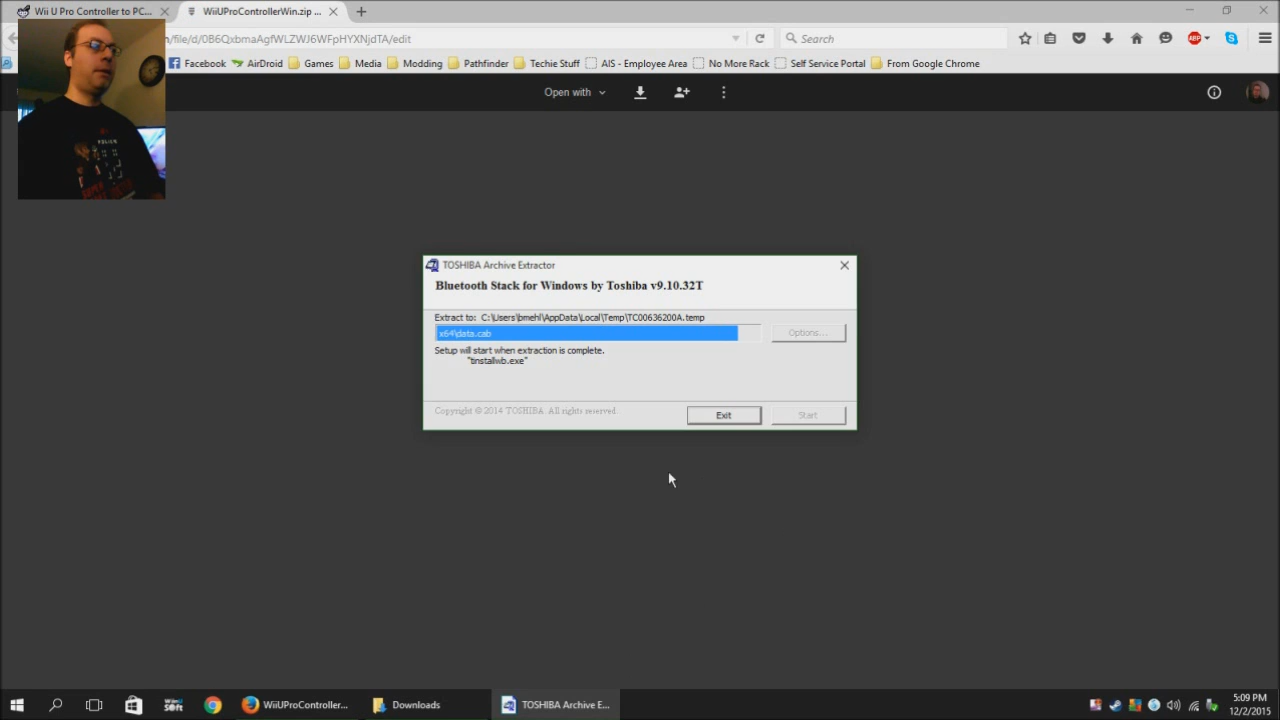 Wii U Pro Controller to PC...
WiiUProControllerWin.zip ...
/file/d/0B6QxbmaAgfWLZWJ6WFpHYXNjdTA/edit
Search
ABP
Facebook
AirDroid
Games
Media
Modding
Pathfinder
Techie Stuff
AIS - Employee Area
No More Rack
Self Service Portal
From Google Chrome
Open with
TOSHIBA Archive Extractor
Bluetooth Stack for Windows by Toshiba v9.10.32T
Extract to: C:\Users\bmehl\AppData\Local\Temp\TC00636200A.temp
x64\data.cab
Options...
Setup will start when extraction is complete.
"tinstallwb.exe"
Copyright © 2014 TOSHIBA. All rights reserved.
Exit
Start
WiiUProController...
Downloads
TOSHIBA Archive E...
5:09 PM
12/2/2015